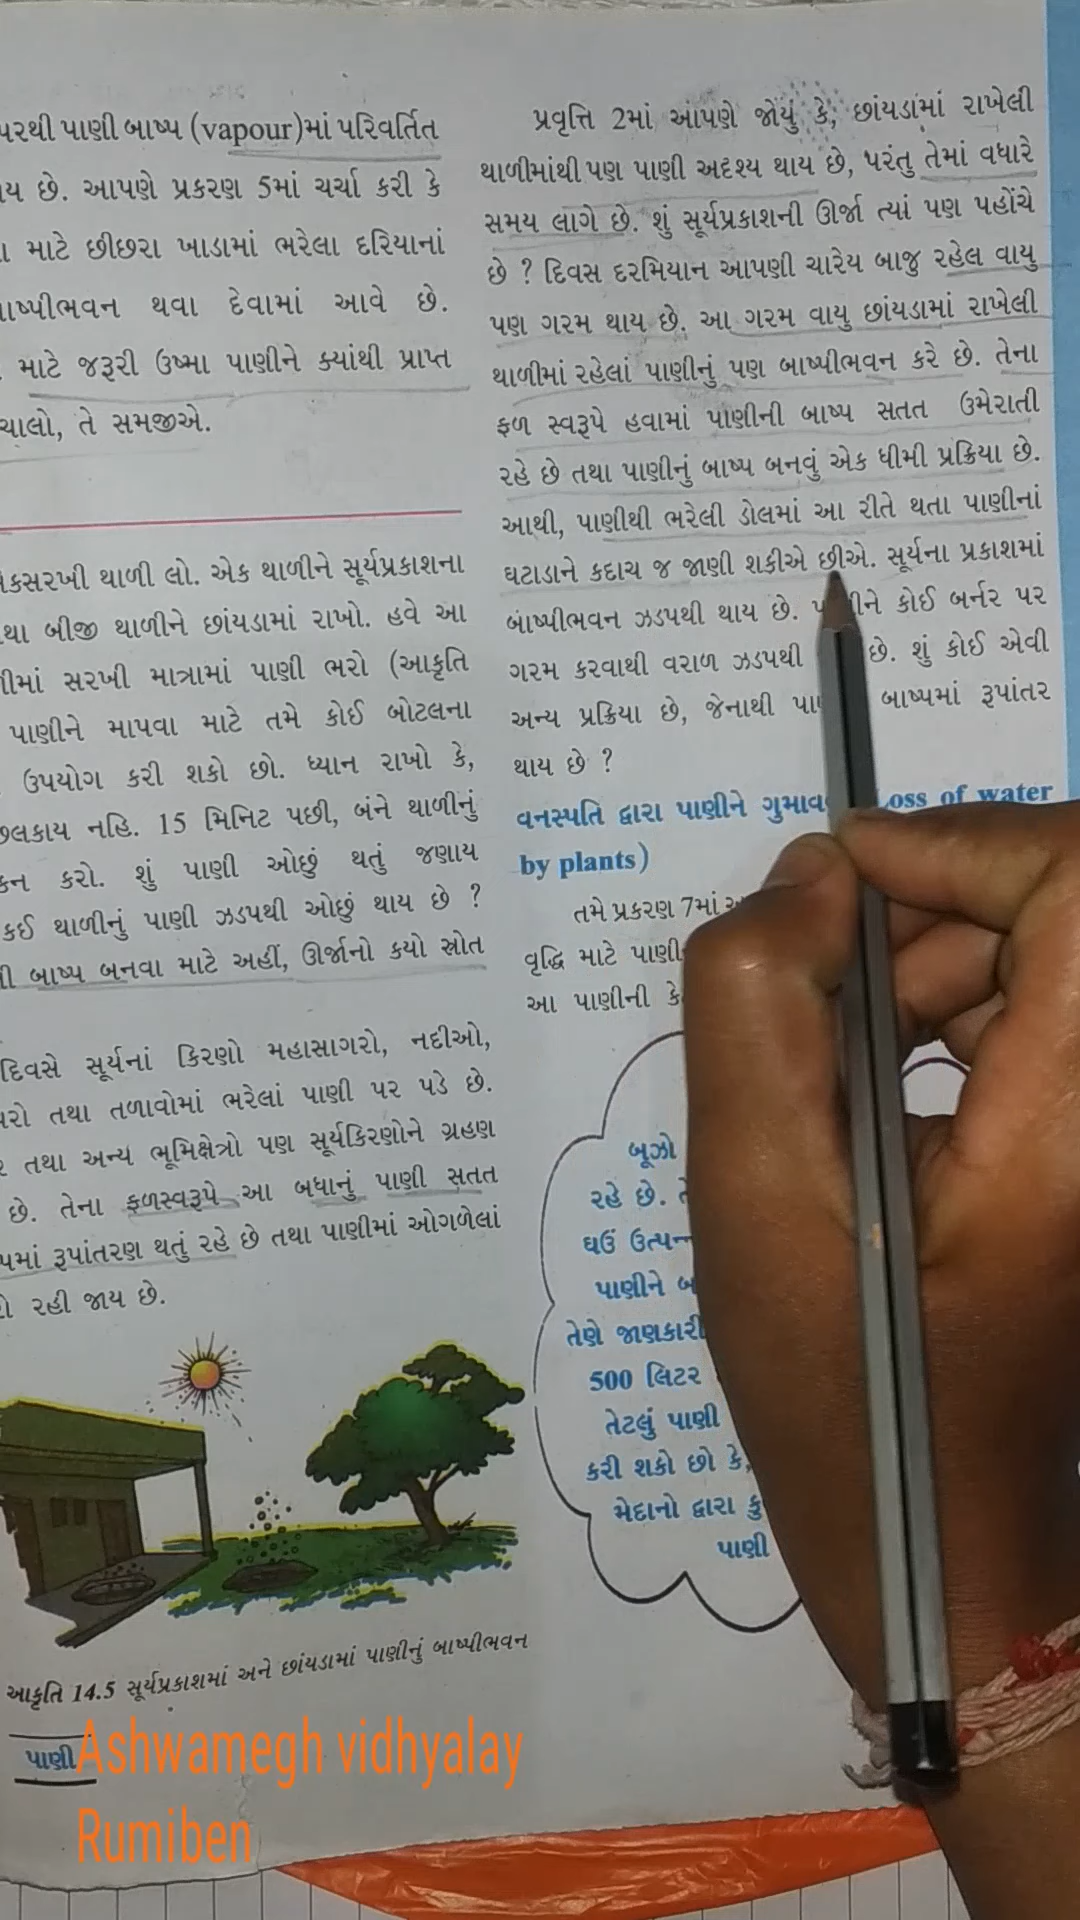 પરથી પાણી બાષ્પ (vapour)માં પરિવર્તિત
ય છે. આપણે પ્રકરણ 5માં ચર્ચા કરી કે
માટે છીછરા ખાડામાં ભરેલા દરિયાનાં
બાષ્પીભવન થવા દેવામાં આવે છે.
માટે જરૂરી ઉષ્મા પાણીને ક્યાંથી પ્રાપ્ત
ચાલો, તે સમજીએ.
એકસરખી થાળી લો. એક થાળીને સૂર્યપ્રકાશના
થા બીજી થાળીને છાંયડામાં રાખો. હવે આ
ીમાં સરખી માત્રામાં પાણી ભરો (આકૃતિ
પાણીને માપવા માટે તમે કોઈ બોટલના
ઉપયોગ કરી શકો છો. ધ્યાન રાખો કે,
છલકાય નહિ. 15 મિનિટ પછી, બંને થાળીનું
કન કરો. શું પાણી ઓછું થતું જણાય
કઈ થાળીનું પાણી ઝડપથી ઓછું થાય છે ?
ની બાષ્પ બનવા માટે અહીં, ઊર્જાનો કયો સ્રોત
દિવસે સૂર્યનાં કિરણો મહાસાગરો, નદીઓ,
વરો તથા તળાવોમાં ભરેલાં પાણી પર પડે છે.
તથા અન્ય ભૂમિક્ષેત્રો પણ સૂર્યકિરણોને ગ્રહણ
છે. તેના ફળસ્વરૂપે આ બધાનું પાણી સતત
પમાં રૂપાંતરણ થતું રહે છે તથા પાણીમાં ઓગળેલાં
રહી જાય છે.
આકૃતિ 14.5 સૂર્યપ્રકાશમાં અને છાંયડામાં પાણીનું બાષ્પીભવન
પાણી
પ્રવૃત્તિ 2માં આપણે જોયું કે, છાંયડામાં રાખેલી
થાળીમાંથી પણ પાણી અદૃશ્ય થાય છે, પરંતુ તેમાં વધારે
સમય લાગે છે. શું સૂર્યપ્રકાશની ઊર્જા ત્યાં પણ પહોંચે
છે ? દિવસ દરમિયાન આપણી ચારેય બાજુ રહેલ વાયુ
પણ ગરમ થાય છે. આ ગરમ વાયુ છાંયડામાં રાખેલી
થાળીમાં રહેલાં પાણીનું પણ બાષ્પીભવન કરે છે. તેના
ફળ સ્વરૂપે હવામાં પાણીની બાષ્પ સતત ઉમેરાતી
રહે છે તથા પાણીનું બાષ્પ બનવું એક ધીમી પ્રક્રિયા છે.
આથી, પાણીથી ભરેલી ડોલમાં આ રીતે થતા પાણીનાં
ઘટાડાને કદાચ જ જાણી શકીએ છીએ. સૂર્યના પ્રકાશમાં
બાષ્પીભવન ઝડપથી થાય છે. પાણીને કોઈ બર્નર પર
ગરમ કરવાથી વરાળ ઝડપથી છે. શું કોઈ એવી
અન્ય પ્રક્રિયા છે, જેનાથી બાષ્પમાં રૂપાંતર
થાય છે ?
વનસ્પતિ દ્વારા પાણીને ગુમાવ Loss of water
by plants)
તમે પ્રકરણ 7માં
વૃદ્ધિ માટે પાણી
આ પાણીની કે
બૂઝો
રહે છે.
ઘઉં ઉત્પન્ન
પાણીને
તેણે જાણકારી
500 લિટર
તેટલું પાણી
કરી શકો છો કે,
મેદાનો દ્વારા
પાણી
Ashwamegh vidhyalay
Rumiben